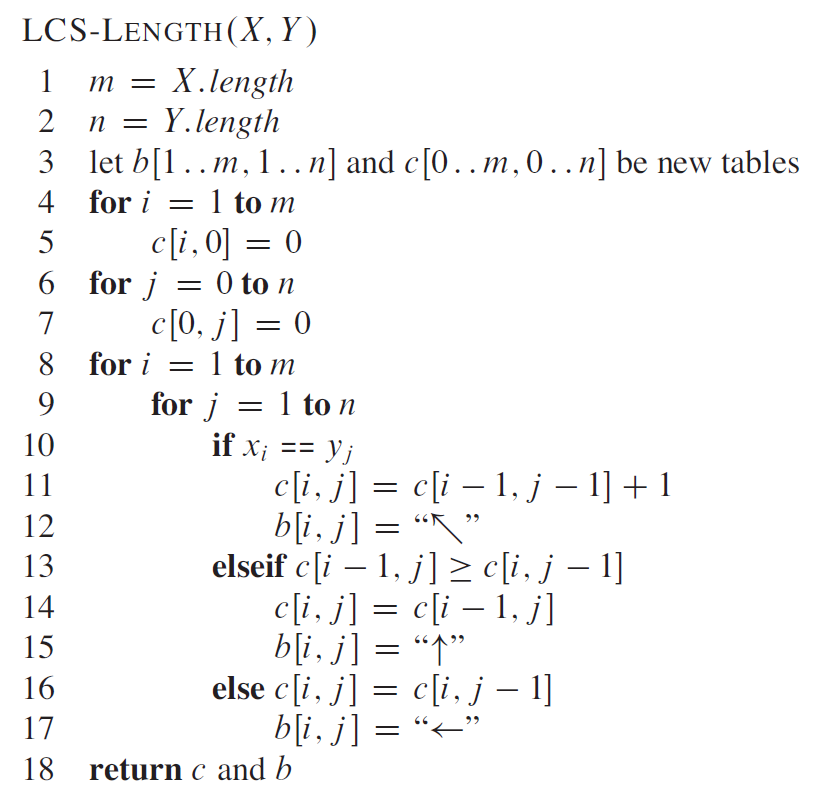 LCS-LENGTH(X, Y)
1 m = X.length
2 n = Y.length
3 let b[1..m, 1..n] and c[0..m, 0..n] be new tables
4 for i = 1 to m
5 c[i, 0] = 0
6 for j = 0 to n
7 c[0, j] = 0
8 for i = 1 to m
9 for j = 1 to n
10 if xᵢ == yⱼ
11 c[i, j] = c[i − 1, j − 1] + 1
12 b[i, j] = “↖”
13 elseif c[i − 1, j] ≥ c[i, j − 1]
14 c[i, j] = c[i − 1, j]
15 b[i, j] = “↑”
16 else c[i, j] = c[i, j − 1]
17 b[i, j] = “←”
18 return c and b